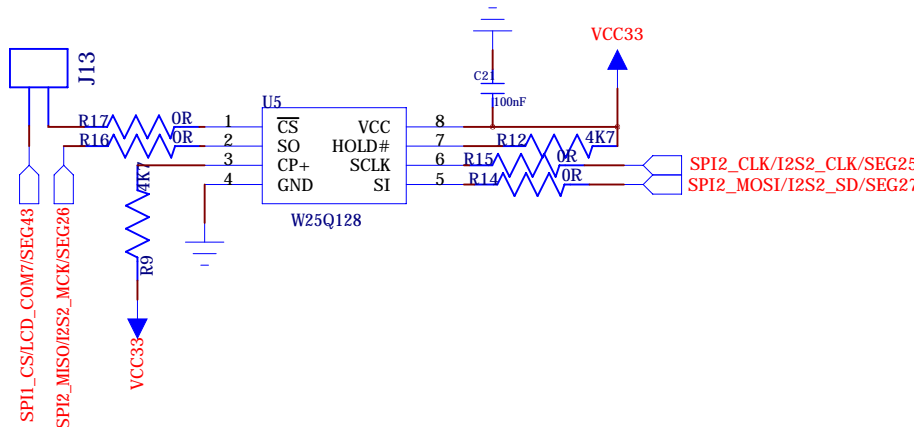 VCC33
J13
C21
100nF
U5
R17
0R
1
CS
VCC
8
R12
4K7
R16
0R
2
SO
HOLD#
7
3
CP+
SCLK
6
R15
0R
SPI2_CLK/I2S2_CLK/SEG25
4
GND
SI
5
R14
0R
SPI2_MOSI/I2S2_SD/SEG27
4K7
W25Q128
R9
VCC33
SPI1_CS/LCD_COM7/SEG43
SPI2_MISO/I2S2_MCK/SEG26